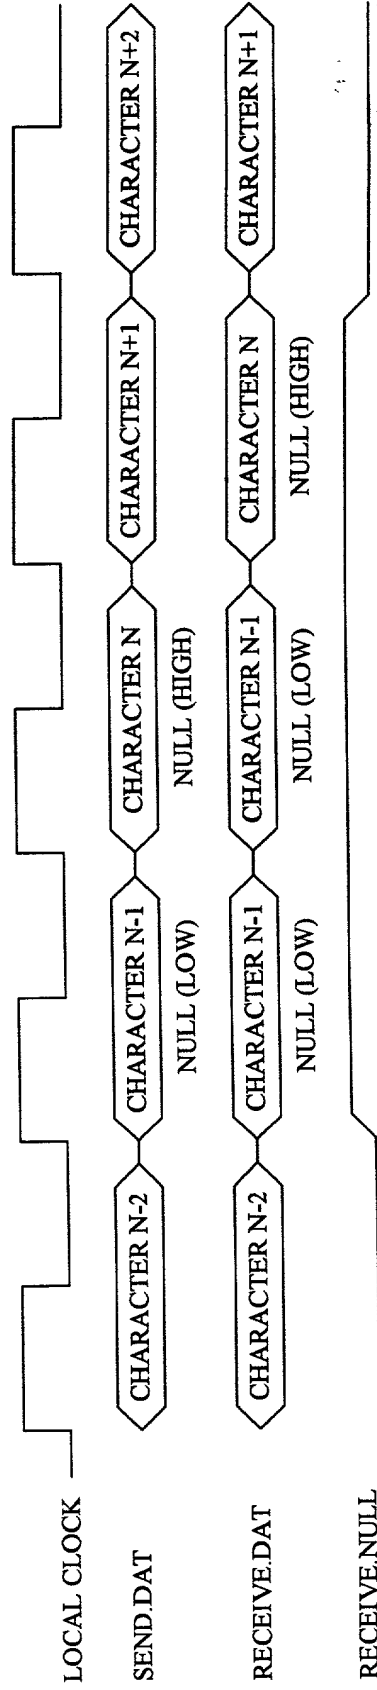 LOCAL CLOCK
SEND.DAT CHARACTER N-2 CHARACTER N-1 CHARACTER N CHARACTER N+1 CHARACTER N+2
NULL (LOW) NULL (HIGH)
RECEIVE.DAT CHARACTER N-2 CHARACTER N-1 CHARACTER N-1 CHARACTER N CHARACTER N+1
NULL (LOW) NULL (LOW) NULL (HIGH)
RECEIVE.NULL